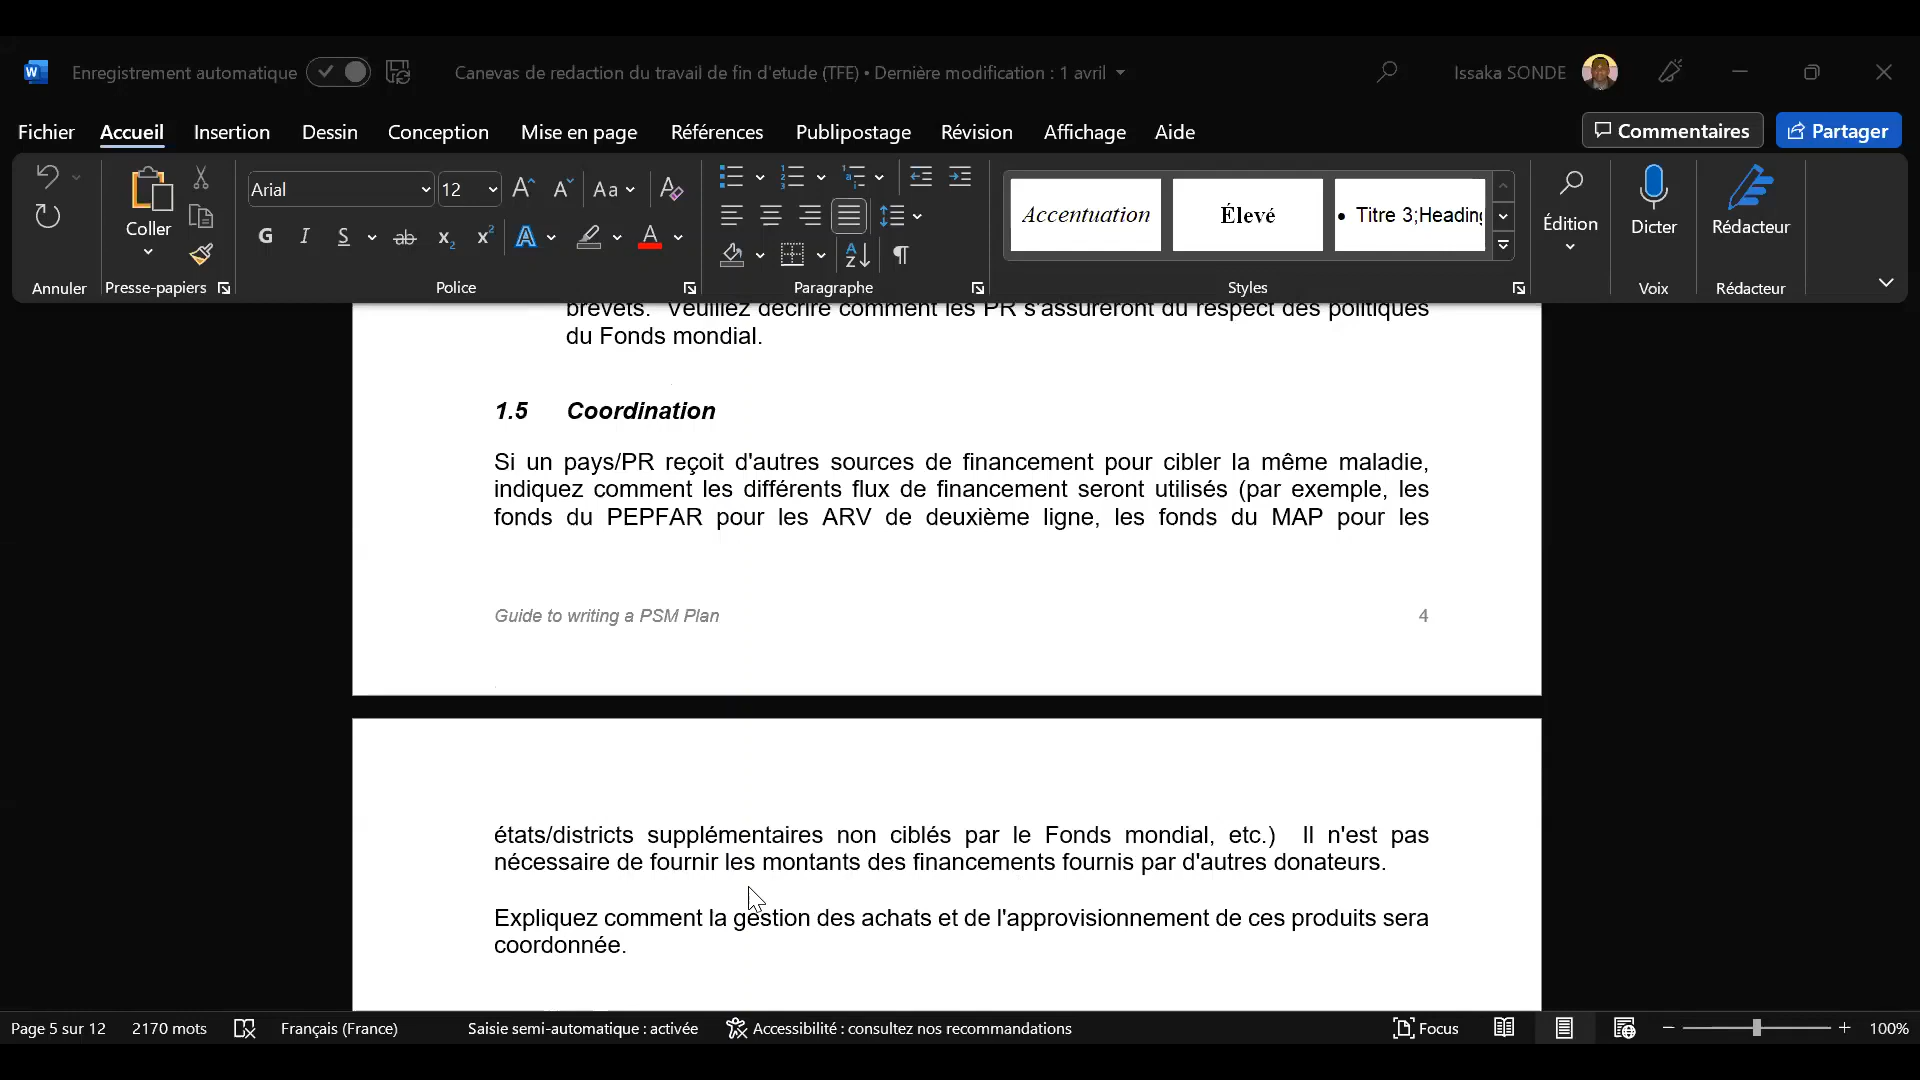 Enregistrement automatique
Canevas de redaction du travail de fin d'etude (TFE) • Dernière modification : 1 avril
Issaka SONDE
Fichier Accueil Insertion Dessin Conception Mise en page Références Publipostage Révision Affichage Aide
Commentaires Partager
Arial 12
Coller
G I S ab x₂ x² A A
Aa
Accentuation Élevé • Titre 3;Heading
Édition Dicter Rédacteur
Annuler Presse-papiers Police Paragraphe Styles Voix Rédacteur
brevets. Veuillez décrire comment les PR s'assureront du respect des politiques
du Fonds mondial.
1.5 Coordination
Si un pays/PR reçoit d'autres sources de financement pour cibler la même maladie,
indiquez comment les différents flux de financement seront utilisés (par exemple, les
fonds du PEPFAR pour les ARV de deuxième ligne, les fonds du MAP pour les
Guide to writing a PSM Plan 4
états/districts supplémentaires non ciblés par le Fonds mondial, etc.) Il n'est pas
nécessaire de fournir les montants des financements fournis par d'autres donateurs.
Expliquez comment la gestion des achats et de l'approvisionnement de ces produits sera
coordonnée.
Page 5 sur 12 2170 mots Français (France) Saisie semi-automatique : activée Accessibilité : consultez nos recommandations Focus 100%